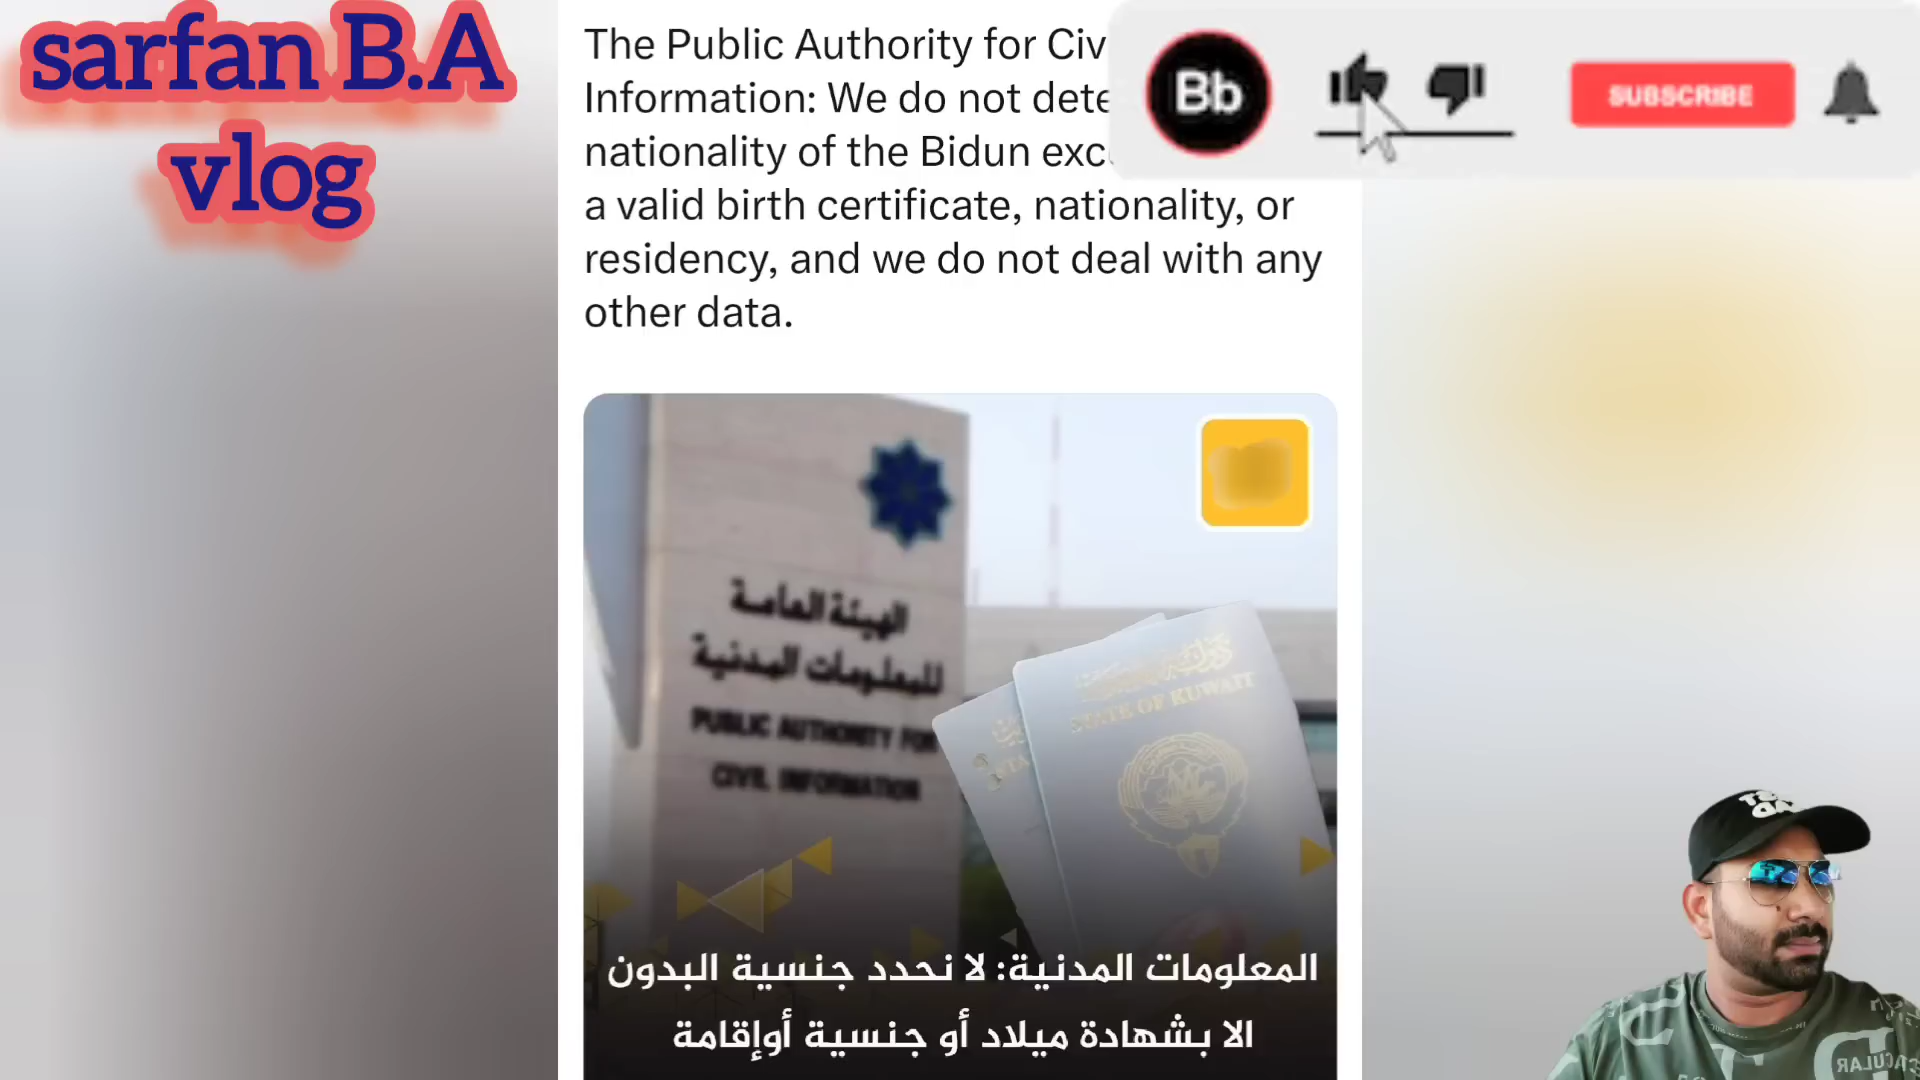 sarfan B.A
vlog
The Public Authority for Civ
Information: We do not dete
nationality of the Bidun exc
a valid birth certificate, nationality, or
residency, and we do not deal with any
other data.
Bb
SUBSCRIBE
الهيئة العامة
للمعلومات المدنية
PUBLIC AUTHORITY FOR
CIVIL INFORMATION
STATE OF KUWAIT
المعلومات المدنية: لا نحدد جنسية البدون
الا بشهادة ميلاد أو جنسية أوإقامة